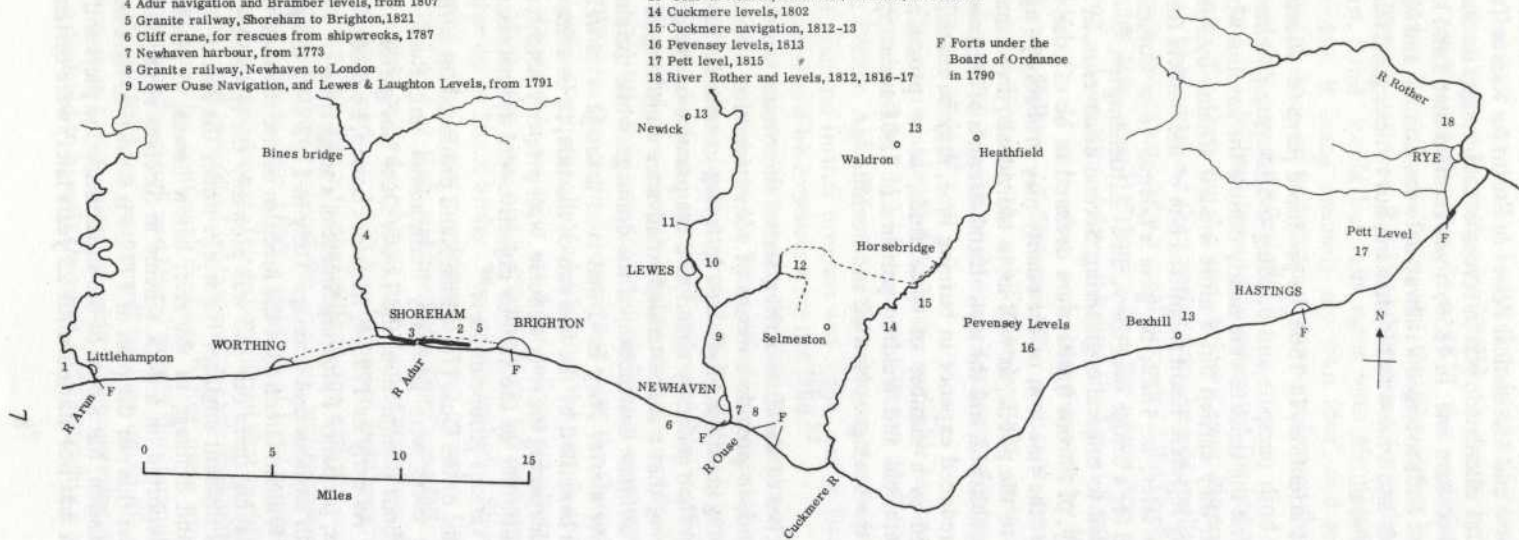 4 Adur navigation and Bramber levels, from 1807
5 Granite railway, Shoreham to Brighton,1821
6 Cliff crane, for rescues from shipwrecks, 1787
7 Newhaven harbour, from 1773
8 Granite railway, Newhaven to London
9 Lower Ouse Navigation, and Lewes & Laughton Levels, from 1791
14 Cuckmere levels, 1802
15 Cuckmere navigation, 1812-13
16 Pevensey levels, 1813
17 Pett level, 1815
18 River Rother and levels, 1812, 1816-17
F Forts under the
Board of Ordnance
in 1790
R Rother
18
RYE
F
Pett Level
17
HASTINGS
F
N
Bexhill
13
Pevensey Levels
16
Newick
13
Waldron
13
Heathfield
Bines bridge
11
LEWES
10
12
Horsebridge
15
14
4
Selmeston
9
SHOREHAM
3
2 5
BRIGHTON
F
WORTHING
1
Littlehampton
F
R Arun
R Adur
NEWHAVEN
6
7 8
F
F
R Ouse
Cuckmere R
0
5
10
15
Miles
7